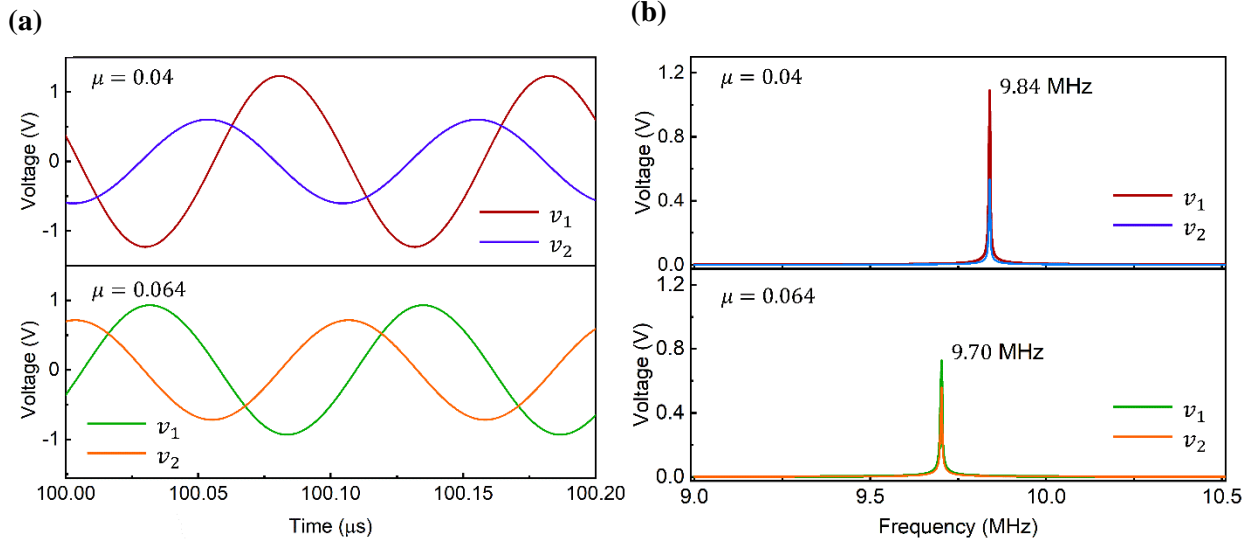 (a)
μ = 0.04
1
0
-1
Voltage (V)
v₁
v₂
μ = 0.064
1
0
-1
Voltage (V)
v₁
v₂
100.00 100.05 100.10 100.15 100.20
Time (μs)
(b)
μ = 0.04
9.84 MHz
1.2
0.8
0.4
0.0
Voltage (V)
v₁
v₂
μ = 0.064
9.70 MHz
1.2
0.8
0.4
0.0
Voltage (V)
v₁
v₂
9.0 9.5 10.0 10.5
Frequency (MHz)